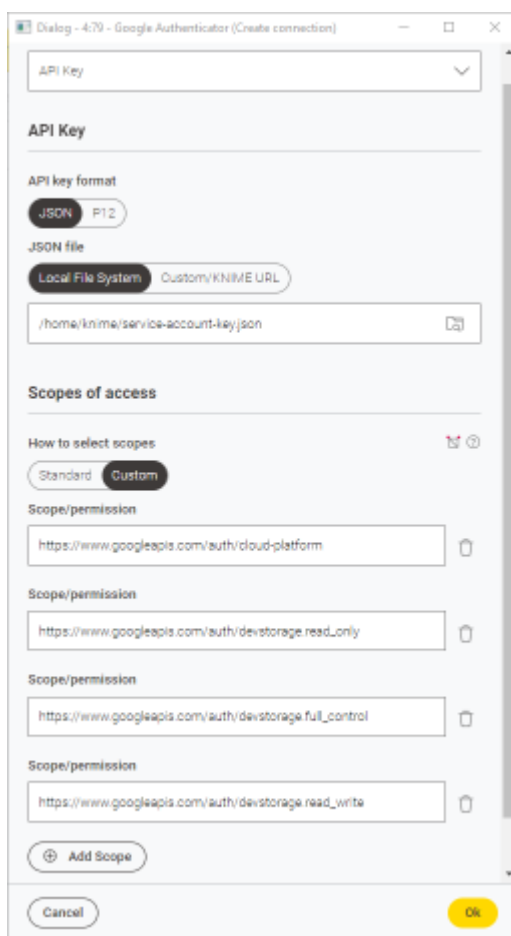 Dialog - 4:79 - Google Authenticator (Create connection)
API Key
API Key
API key format
JSON P12
JSON file
Local File System Custom/KNIME URL
/home/knime/service-account-key.json
Scopes of access
How to select scopes
Standard Custom
Scope/permission
https://www.googleapis.com/auth/cloud-platform
Scope/permission
https://www.googleapis.com/auth/devstorage.read_only
Scope/permission
https://www.googleapis.com/auth/devstorage.full_control
Scope/permission
https://www.googleapis.com/auth/devstorage.read_write
Add Scope
Cancel Ok